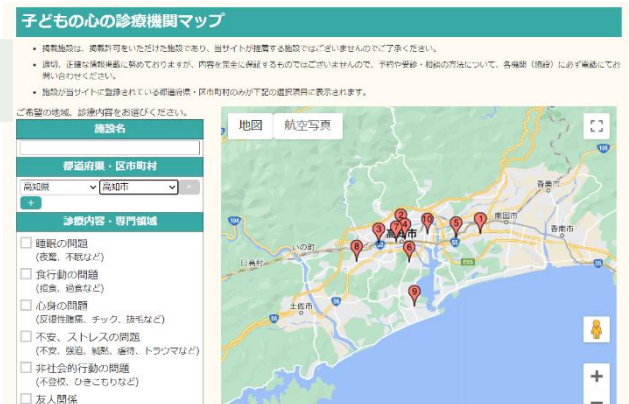 子どもの心の診療機関マップ
• 掲載施設は、掲載許可をいただけた施設であり、当サイトが推薦する施設ではございませんのでご了承ください。
• 適切、正確な情報掲載に努めておりますが、内容を完全に保証するものではございませんので、予約や受診・相談の方法について、各機関（施設）に必ず電話にてお
問い合わせください。
• 施設が当サイトに登録されている都道府県・区市町村のみが下記の選択項目に表示されます。
ご希望の地域、診療内容をお選びください。
施設名
都道府県・区市町村
高知県 高知市
+
診療内容・専門領域
睡眠の問題
(夜驚、不眠など)
食行動の問題
(拒食、過食など)
心身の問題
(反復性腹痛、チック、抜毛など)
不安、ストレスの問題
(不安、強迫、緘黙、虐待、トラウマなど)
非社会的行動の問題
(不登校、ひきこもりなど)
友人関係
地図 航空写真
香美市
南国市
香南市
いの町
高知市
日高村
土佐市
1
2
3
4
5
6
7
8
9
10
+